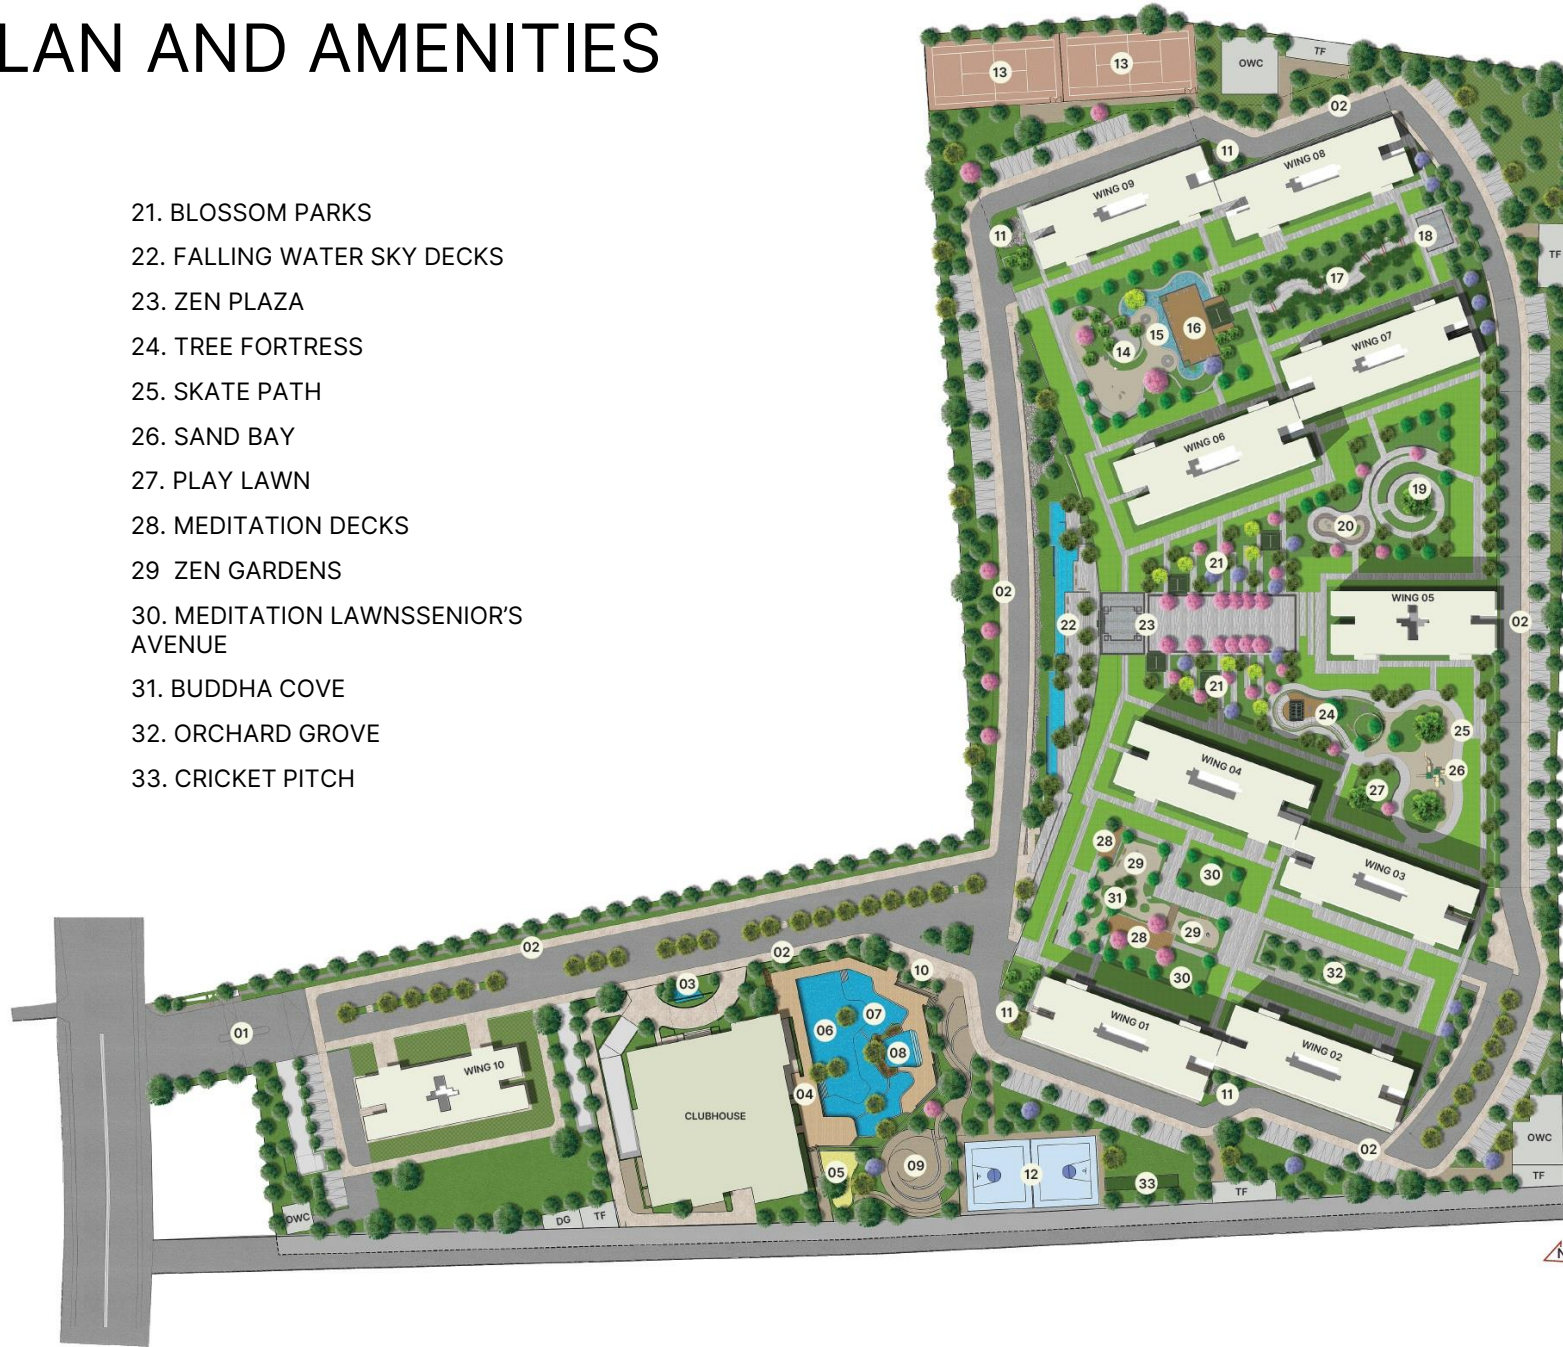 LAN AND AMENITIES
21. BLOSSOM PARKS
22. FALLING WATER SKY DECKS
23. ZEN PLAZA
24. TREE FORTRESS
25. SKATE PATH
26. SAND BAY
27. PLAY LAWN
28. MEDITATION DECKS
29 ZEN GARDENS
30. MEDITATION LAWNSSENIOR'S
AVENUE
31. BUDDHA COVE
32. ORCHARD GROVE
33. CRICKET PITCH
13
13
OWC
TF
02
11
WING 08
WING 09
11
18
TF
17
16
15
14
WING 07
WING 06
19
20
21
02
22
23
WING 05
02
21
24
25
26
27
WING 04
28
29
30
WING 03
31
28
29
30
32
02
02
10
03
01
06
07
08
11
WING 01
WING 02
WING 10
04
CLUBHOUSE
11
02
OWC
05
09
12
33
TF
TF
OWC
DG
TF
N